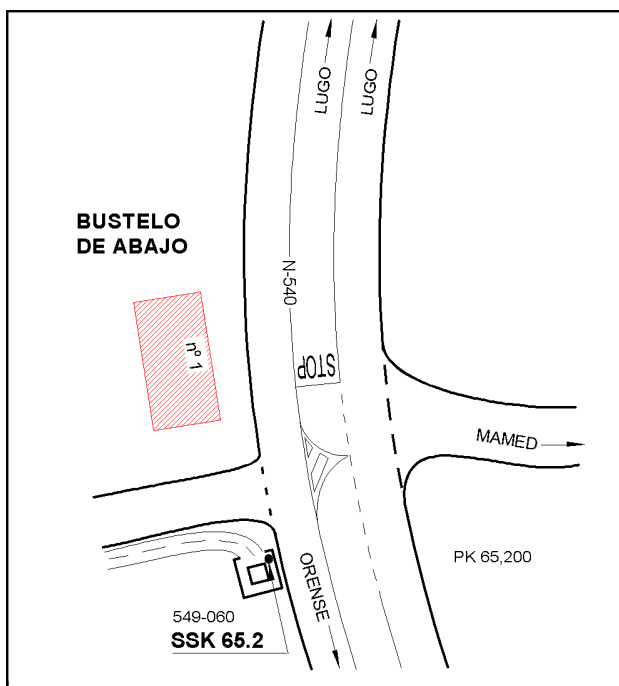 LUGO
LUGO
BUSTELO
DE ABAJO
N-540
nº 1
STOP
MAMED
PK 65,200
ORENSE
549-060
SSK 65.2